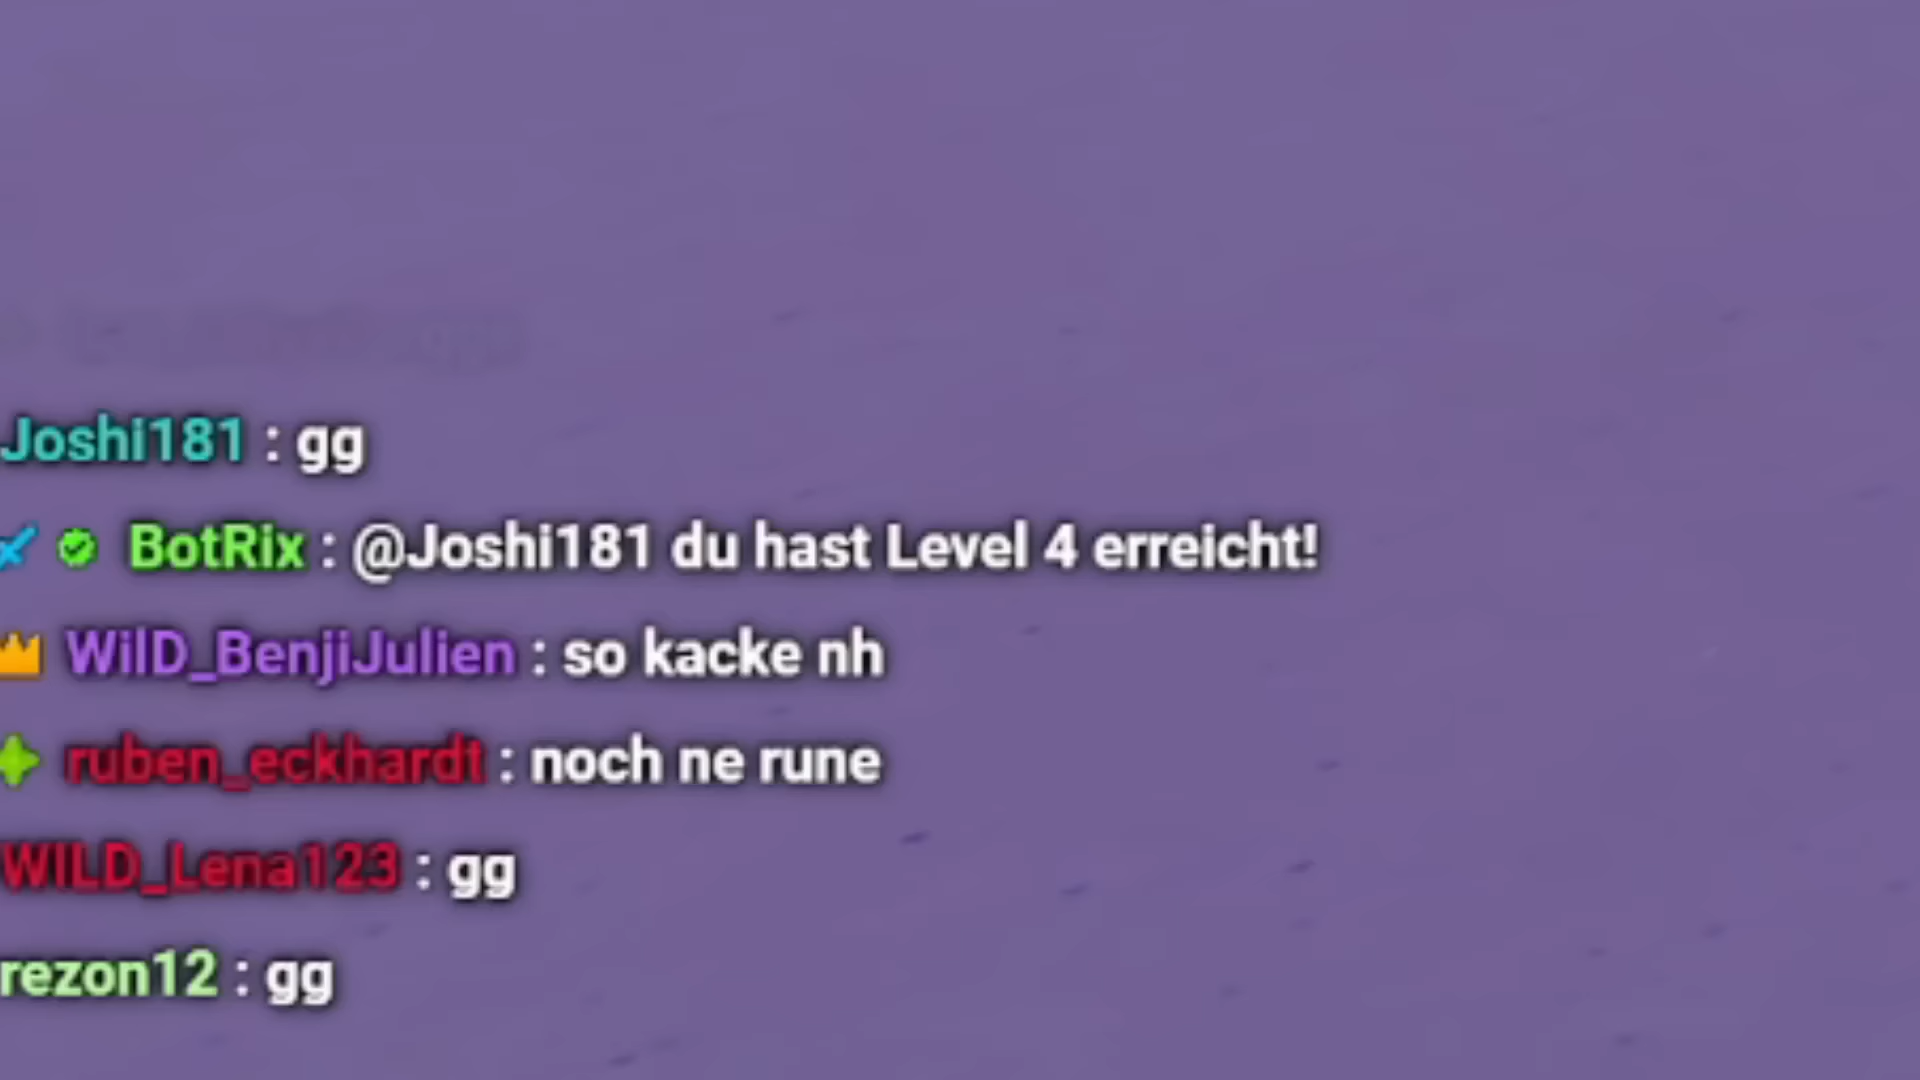 Joshi181 : gg
BotRix : @Joshi181 du hast Level 4 erreicht!
WilD_BenjiJulien : so kacke nh
ruben_eckhardt : noch ne rune
WILD_Lena123 : gg
rezon12 : gg